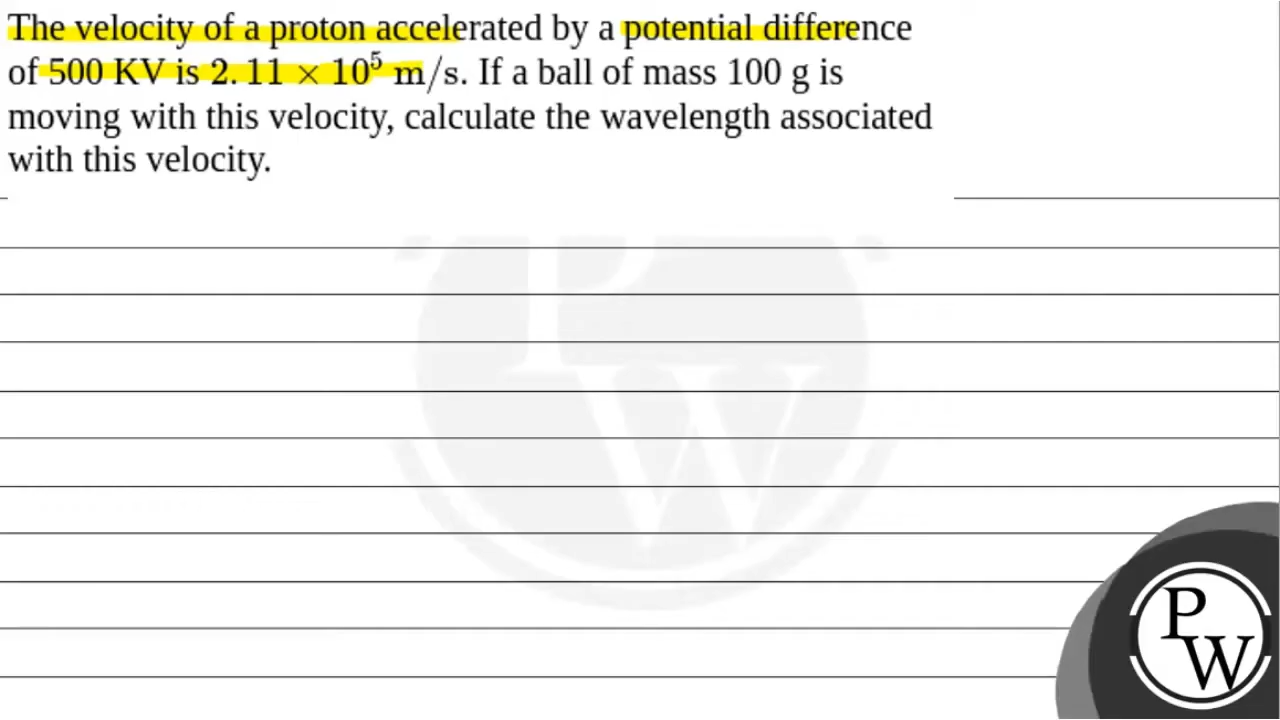 The velocity of a proton accelerated by a potential difference
of 500 KV is 2.11 × 10⁵ m/s. If a ball of mass 100 g is
moving with this velocity, calculate the wavelength associated
with this velocity.
P
W
P
W